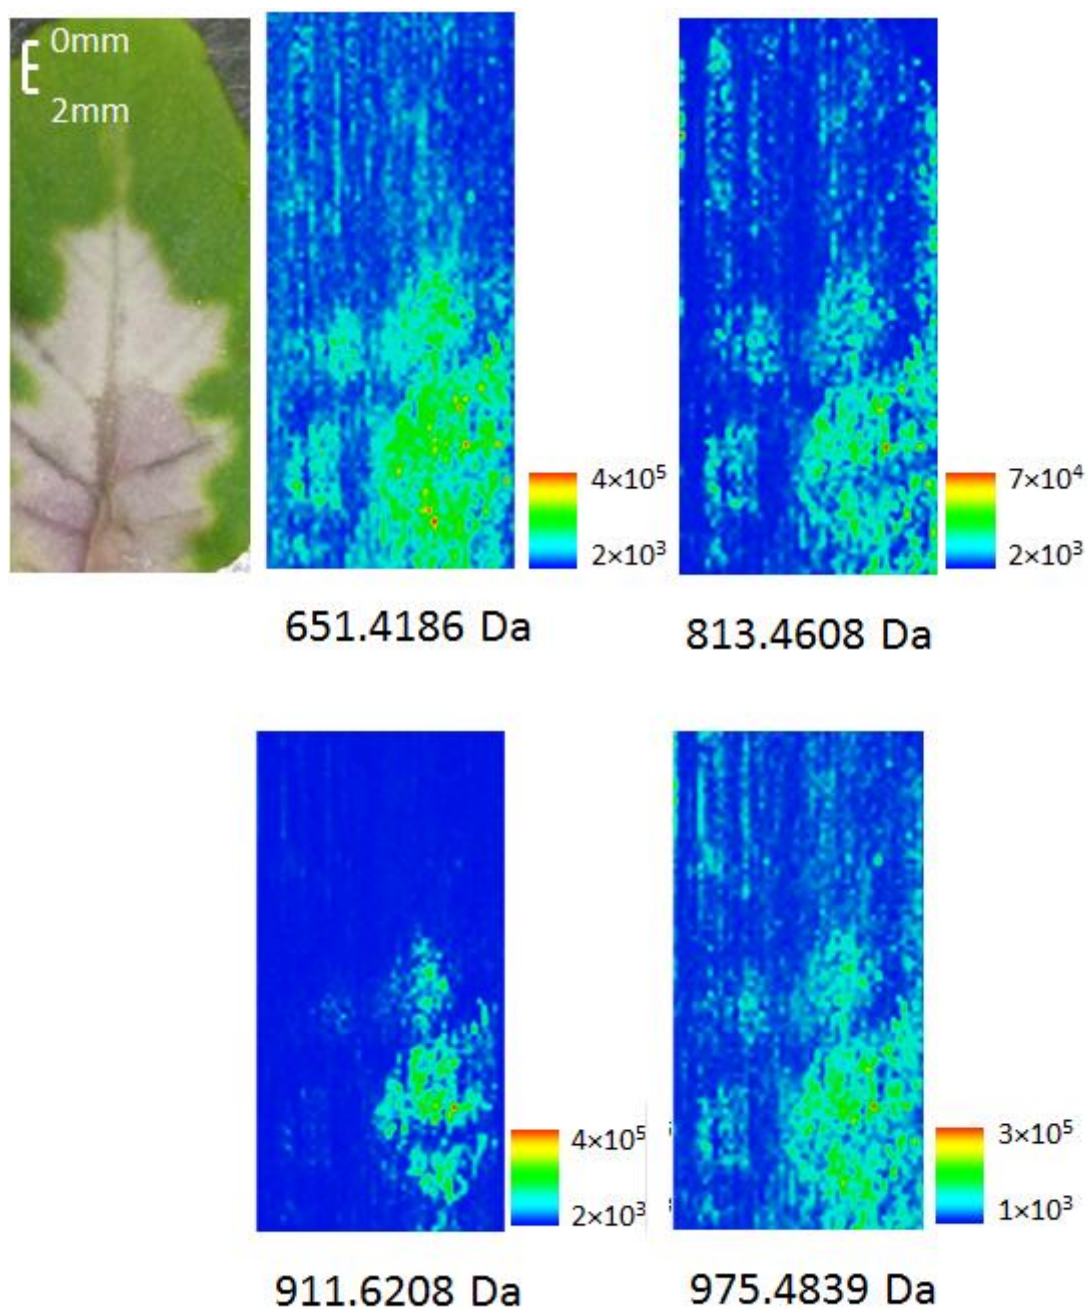 0mm
2mm
4×10⁵
2×10³
7×10⁴
2×10³
651.4186 Da
813.4608 Da
4×10⁵
2×10³
3×10⁵
1×10³
911.6208 Da
975.4839 Da